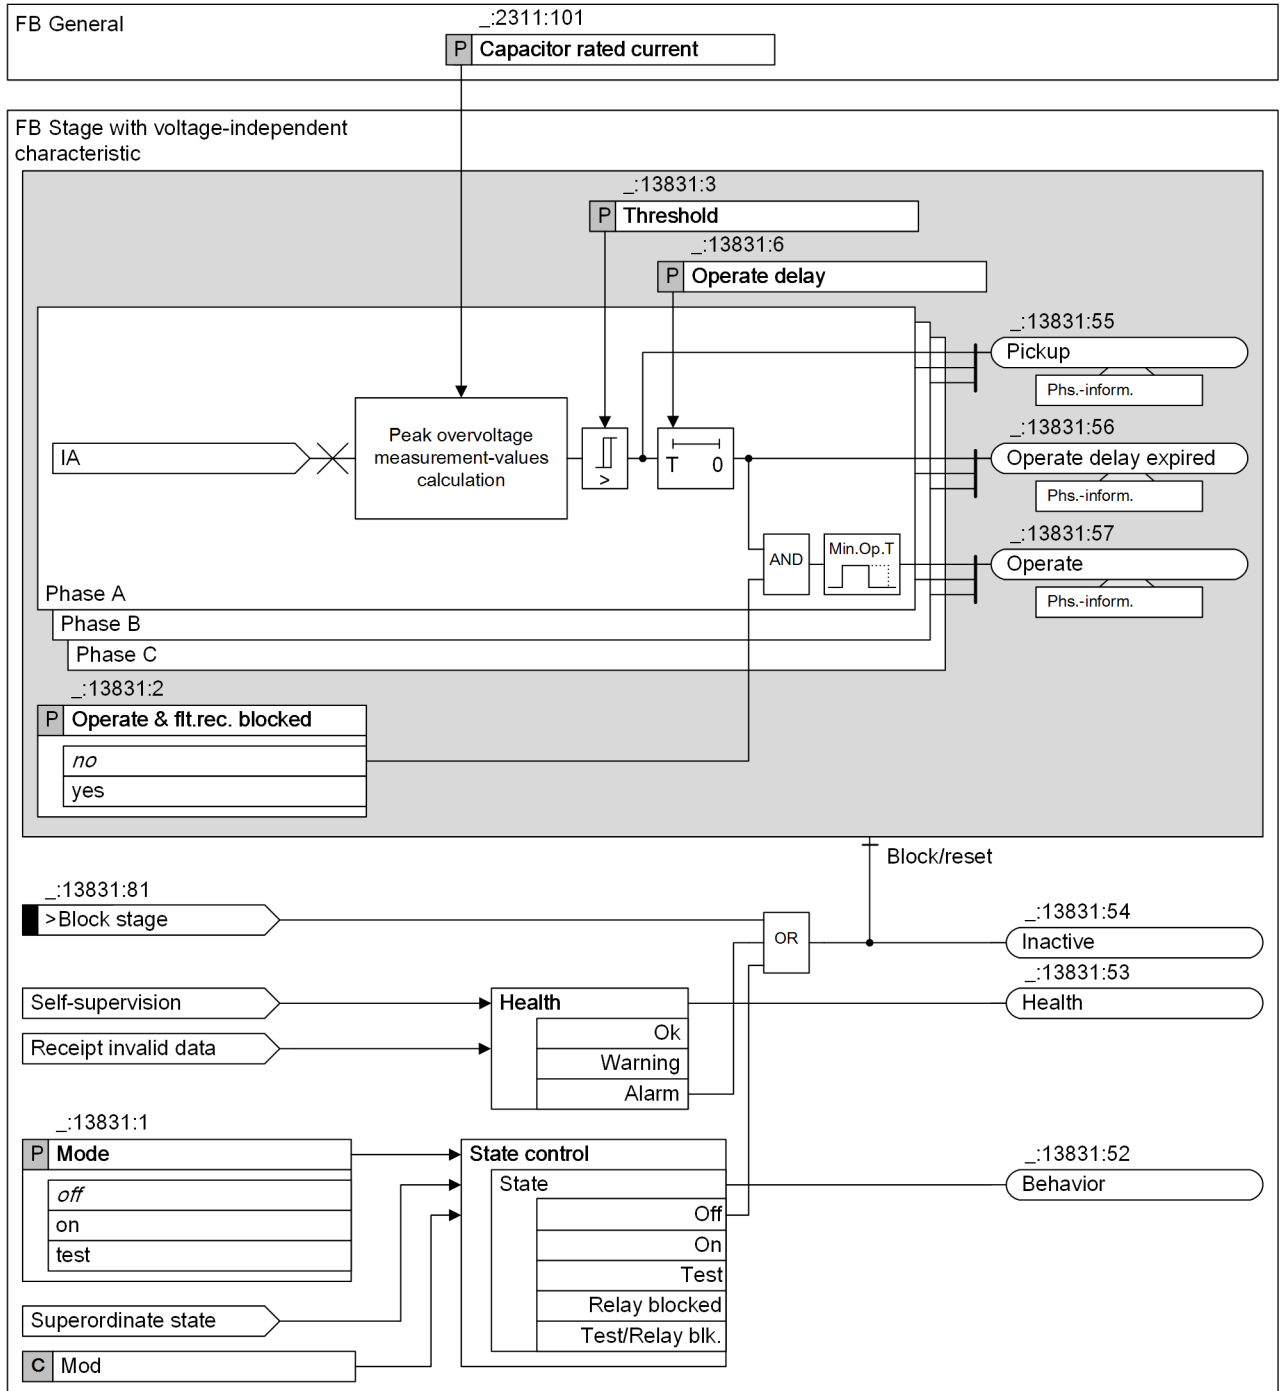 FB General
_:2311:101
P Capacitor rated current
FB Stage with voltage-independent
characteristic
_:13831:3
P Threshold
_:13831:6
P Operate delay
_:13831:55
Pickup
Phs.-inform.
IA
Peak overvoltage
measurement-values
calculation
>
T 0
_:13831:56
Operate delay expired
Phs.-inform.
AND
Min.Op.T
_:13831:57
Operate
Phs.-inform.
Phase A
Phase B
Phase C
_:13831:2
P Operate & flt.rec. blocked
no
yes
Block/reset
_:13831:81
>Block stage
OR
_:13831:54
Inactive
_:13831:53
Health
Self-supervision
Receipt invalid data
Health
Ok
Warning
Alarm
_:13831:1
P Mode
off
on
test
Superordinate state
C Mod
State control
State
Off
On
Test
Relay blocked
Test/Relay blk.
_:13831:52
Behavior